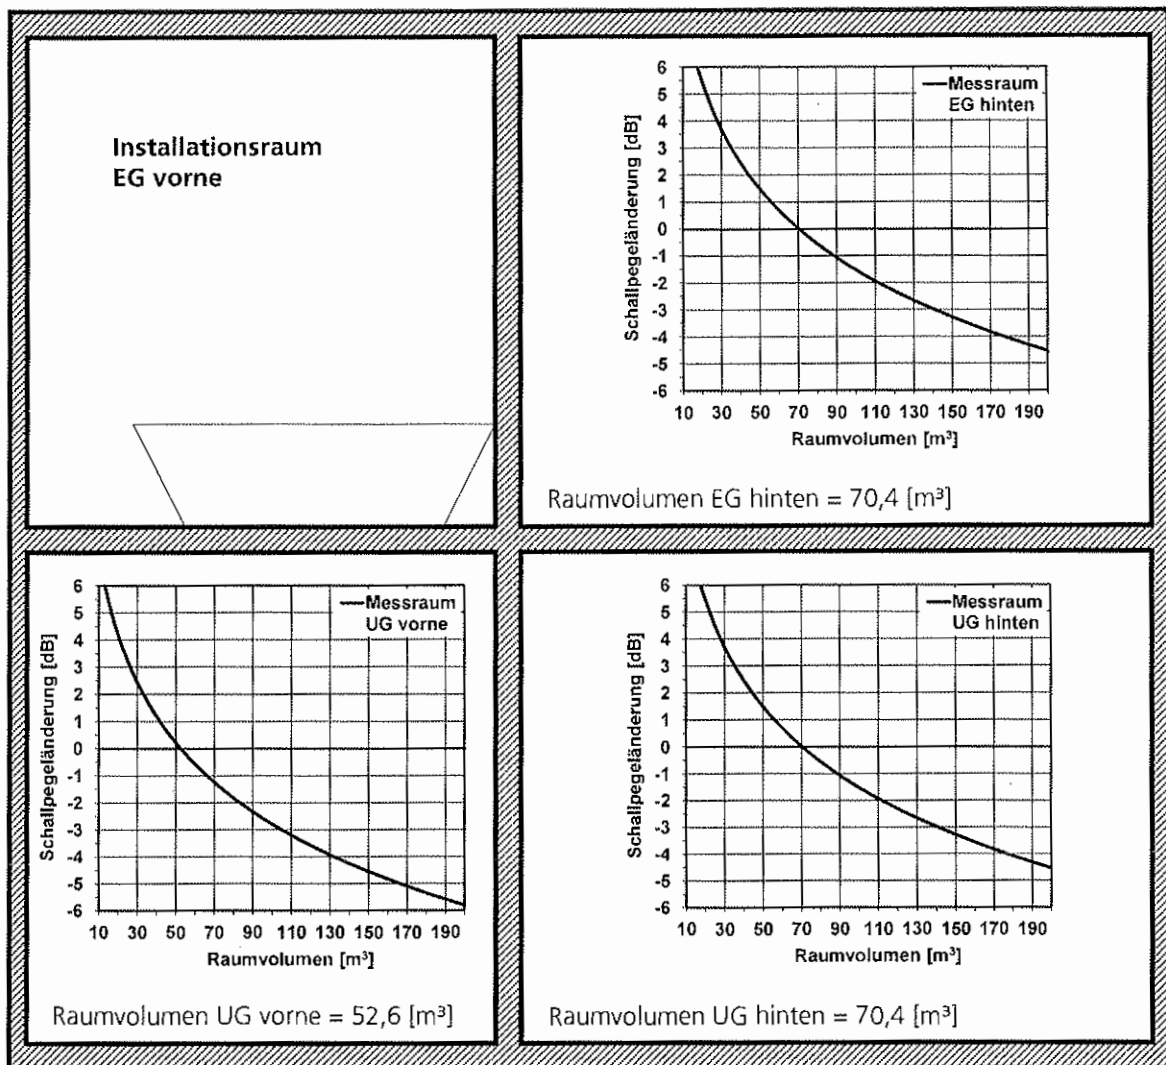 Installationsraum
EG vorne
Schallpegeländerung [dB]
6
5
4
3
2
1
0
-1
-2
-3
-4
-5
-6
Messraum
EG hinten
10 30 50 70 90 110 130 150 170 190
Raumvolumen [m³]
Raumvolumen EG hinten = 70,4 [m³]
Schallpegeländerung [dB]
6
5
4
3
2
1
0
-1
-2
-3
-4
-5
-6
Messraum
UG vorne
10 30 50 70 90 110 130 150 170 190
Raumvolumen [m³]
Raumvolumen UG vorne = 52,6 [m³]
Schallpegeländerung [dB]
6
5
4
3
2
1
0
-1
-2
-3
-4
-5
-6
Messraum
UG hinten
10 30 50 70 90 110 130 150 170 190
Raumvolumen [m³]
Raumvolumen UG hinten = 70,4 [m³]